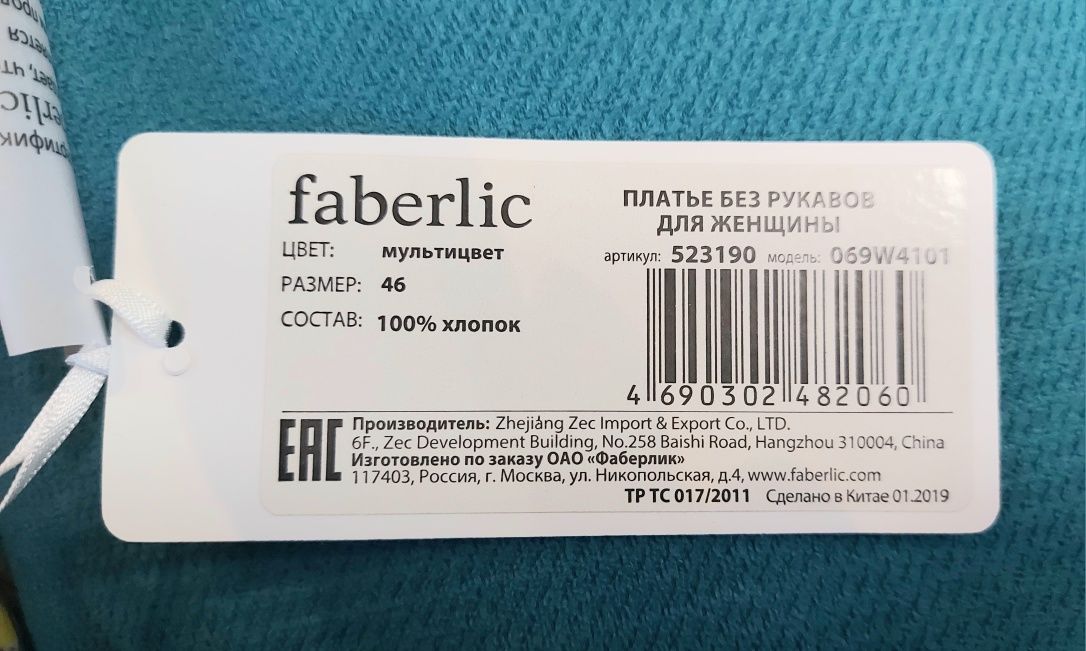 faberlic
ПЛАТЬЕ БЕЗ РУКАВОВ
ДЛЯ ЖЕНЩИНЫ
ЦВЕТ: мультицвет
артикул: 523190 модель: 069W4101
РАЗМЕР: 46
СОСТАВ: 100% хлопок
4 690302 482060
EAC
Производитель: Zhejiang Zec Import & Export Co., LTD.
6F., Zec Development Building, No.258 Baishi Road, Hangzhou 310004, China
Изготовлено по заказу ОАО «Фаберлик»
117403, Россия, г. Москва, ул. Никопольская, д.4, www.faberlic.com
ТР ТС 017/2011 Сделано в Китае 01.2019